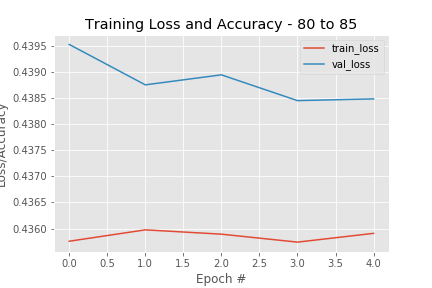 Training Loss and Accuracy - 80 to 85
train_loss
val_loss
0.4395
0.4390
0.4385
0.4380
0.4375
0.4370
0.4365
0.4360
Loss/Accuracy
0.0 0.5 1.0 1.5 2.0 2.5 3.0 3.5 4.0
Epoch #